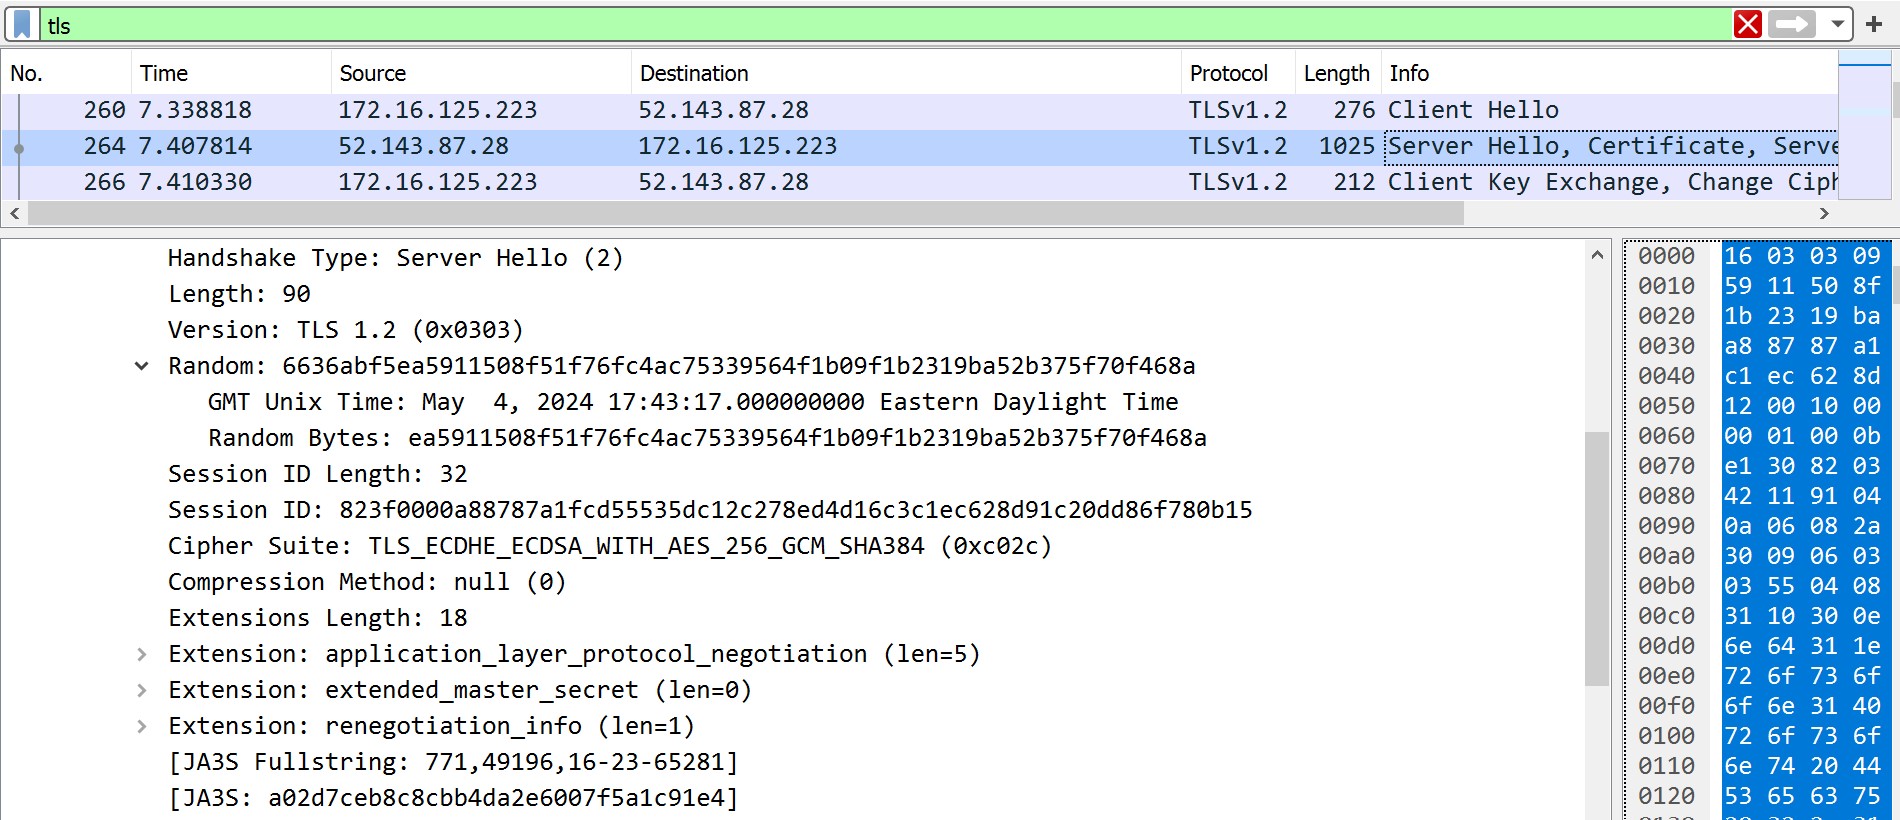 tls
No. Time Source Destination Protocol Length Info
260 7.338818 172.16.125.223 52.143.87.28 TLSv1.2 276 Client Hello
264 7.407814 52.143.87.28 172.16.125.223 TLSv1.2 1025 Server Hello, Certificate, Serve
266 7.410330 172.16.125.223 52.143.87.28 TLSv1.2 212 Client Key Exchange, Change Ciph
Handshake Type: Server Hello (2)
Length: 90
Version: TLS 1.2 (0x0303)
Random: 6636abf5ea5911508f51f76fc4ac75339564f1b09f1b2319ba52b375f70f468a
GMT Unix Time: May  4, 2024 17:43:17.000000000 Eastern Daylight Time
Random Bytes: ea5911508f51f76fc4ac75339564f1b09f1b2319ba52b375f70f468a
Session ID Length: 32
Session ID: 823f0000a88787a1fcd55535dc12c278ed4d16c3c1ec628d91c20dd86f780b15
Cipher Suite: TLS_ECDHE_ECDSA_WITH_AES_256_GCM_SHA384 (0xc02c)
Compression Method: null (0)
Extensions Length: 18
Extension: application_layer_protocol_negotiation (len=5)
Extension: extended_master_secret (len=0)
Extension: renegotiation_info (len=1)
[JA3S Fullstring: 771,49196,16-23-65281]
[JA3S: a02d7ceb8c8cbb4da2e6007f5a1c91e4]
0000 16 03 03 09
0010 59 11 50 8f
0020 1b 23 19 ba
0030 a8 87 87 a1
0040 c1 ec 62 8d
0050 12 00 10 00
0060 00 01 00 0b
0070 e1 30 82 03
0080 42 11 91 04
0090 0a 06 08 2a
00a0 30 09 06 03
00b0 03 55 04 08
00c0 31 10 30 0e
00d0 6e 64 31 1e
00e0 72 6f 73 6f
00f0 6f 6e 31 40
0100 72 6f 73 6f
0110 6e 74 20 44
0120 53 65 63 75